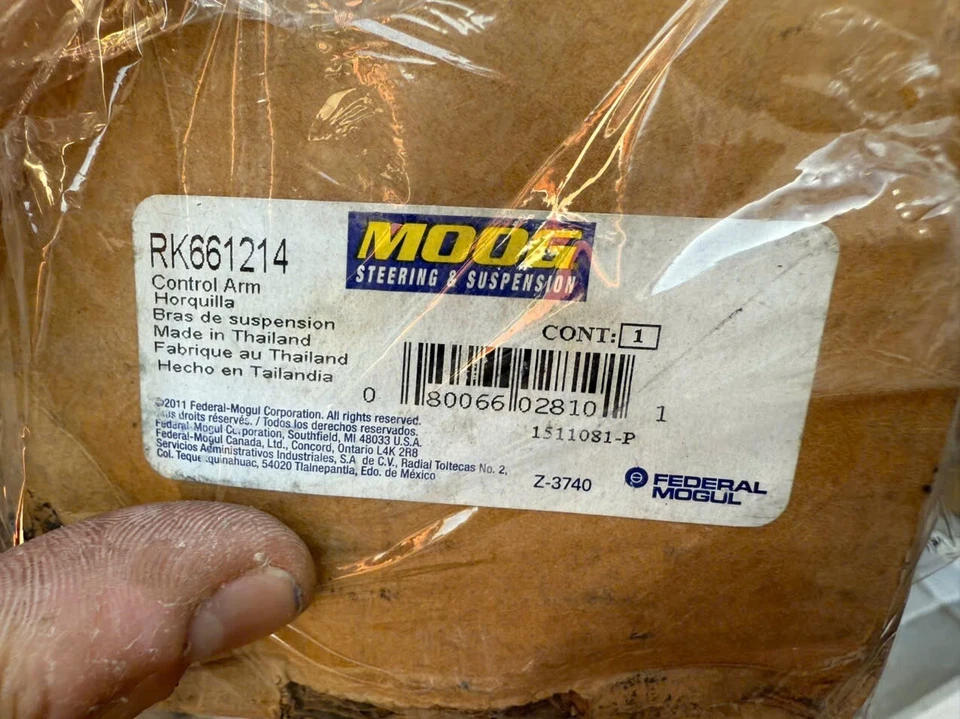 RK661214
MOOG
STEERING & SUSPENSION
Control Arm
Horquilla
Bras de suspension
Made in Thailand
Fabrique au Thailand
Hecho en Tailandia
CONT: 1
0 80066 02810 1
1511081-P
©2011 Federal-Mogul Corporation. All rights reserved.
droits réservés. / Todos los derechos reservados.
Federal-Mogul Corporation, Southfield, MI 48033 U.S.A.
Federal-Mogul Canada, Ltd., Concord, Ontario L4K 2R8
Servicios Administrativos Industriales, S.A. de C.V., Radial Toltecas No. 2,
Col. Tequexquinahuac, 54020 Tlalnepantla, Edo. de México
Z-3740
FEDERAL
MOGUL